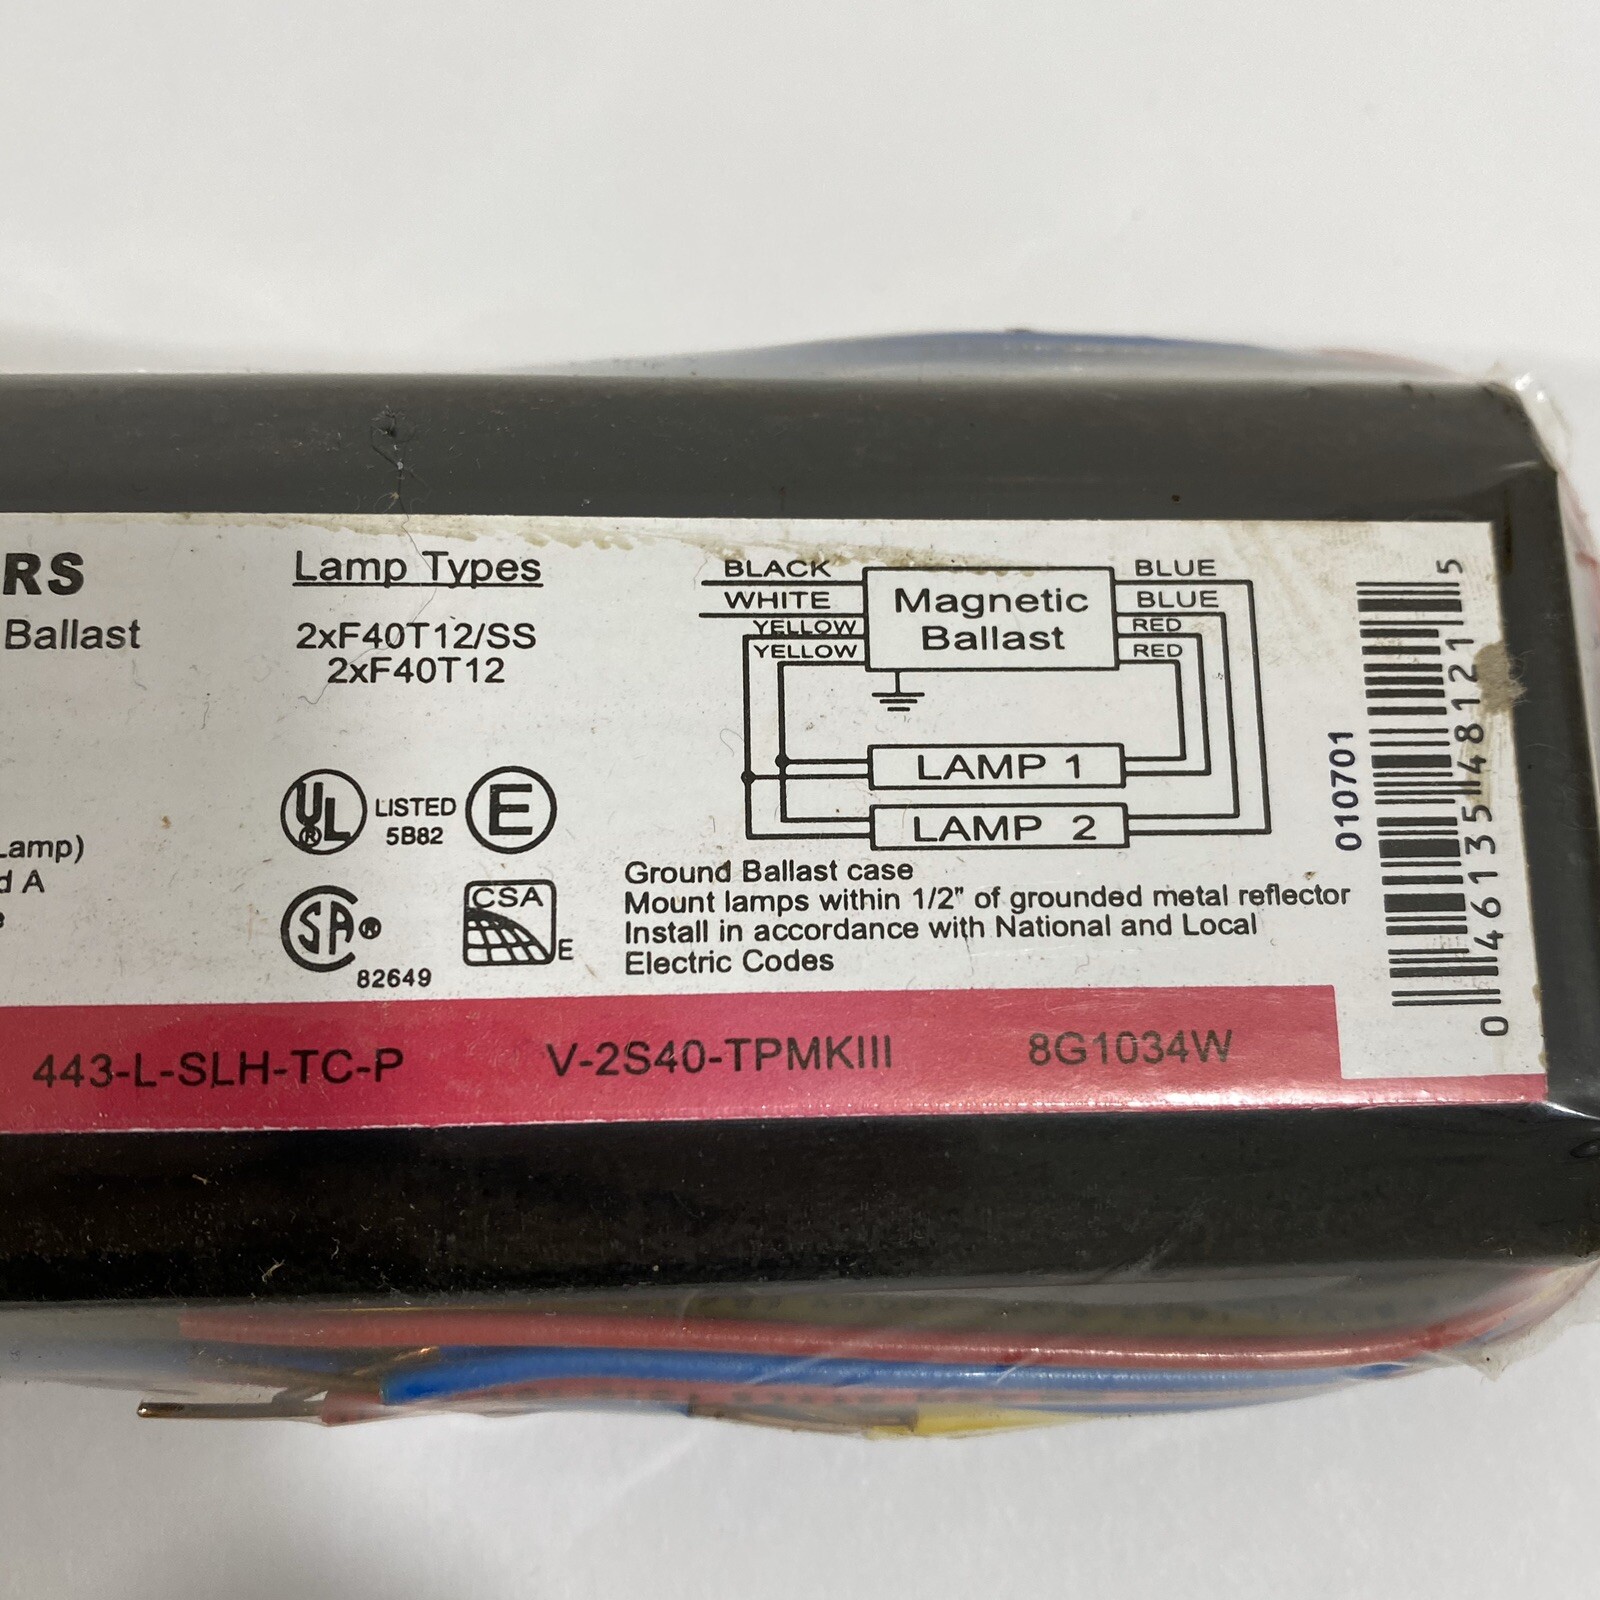 RS
Ballast
Lamp)
d A
Lamp Types
2xF40T12/SS
2xF40T12
UL
®
LISTED
5B82
E
SA®
82649
CSA
E
BLACK
WHITE
YELLOW
YELLOW
Magnetic
Ballast
BLUE
BLUE
RED
RED
LAMP 1
LAMP 2
Ground Ballast case
Mount lamps within 1/2" of grounded metal reflector
Install in accordance with National and Local
Electric Codes
010701
0 46135 48121 5
443-L-SLH-TC-P V-2S40-TPMKIII 8G1034W